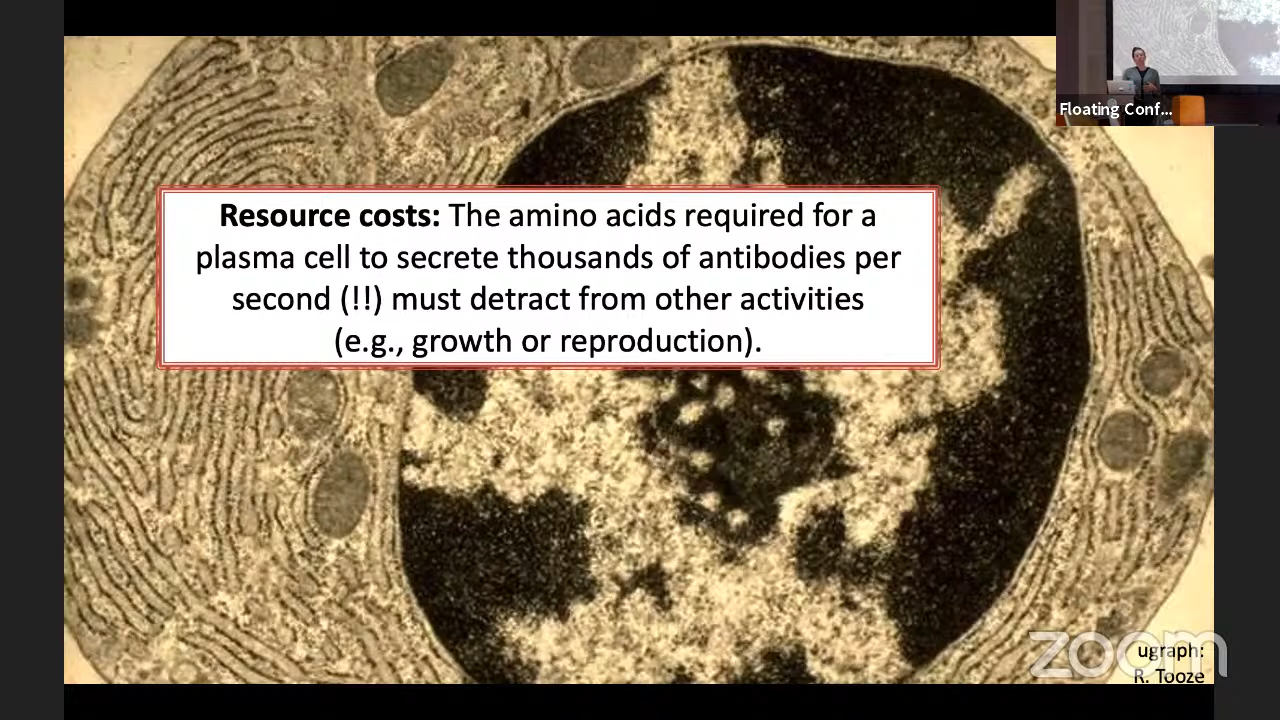 Floating Conf...
Resource costs: The amino acids required for a
plasma cell to secrete thousands of antibodies per
second (!!) must detract from other activities
(e.g., growth or reproduction).
zoom
ugraph:
R. Tooze